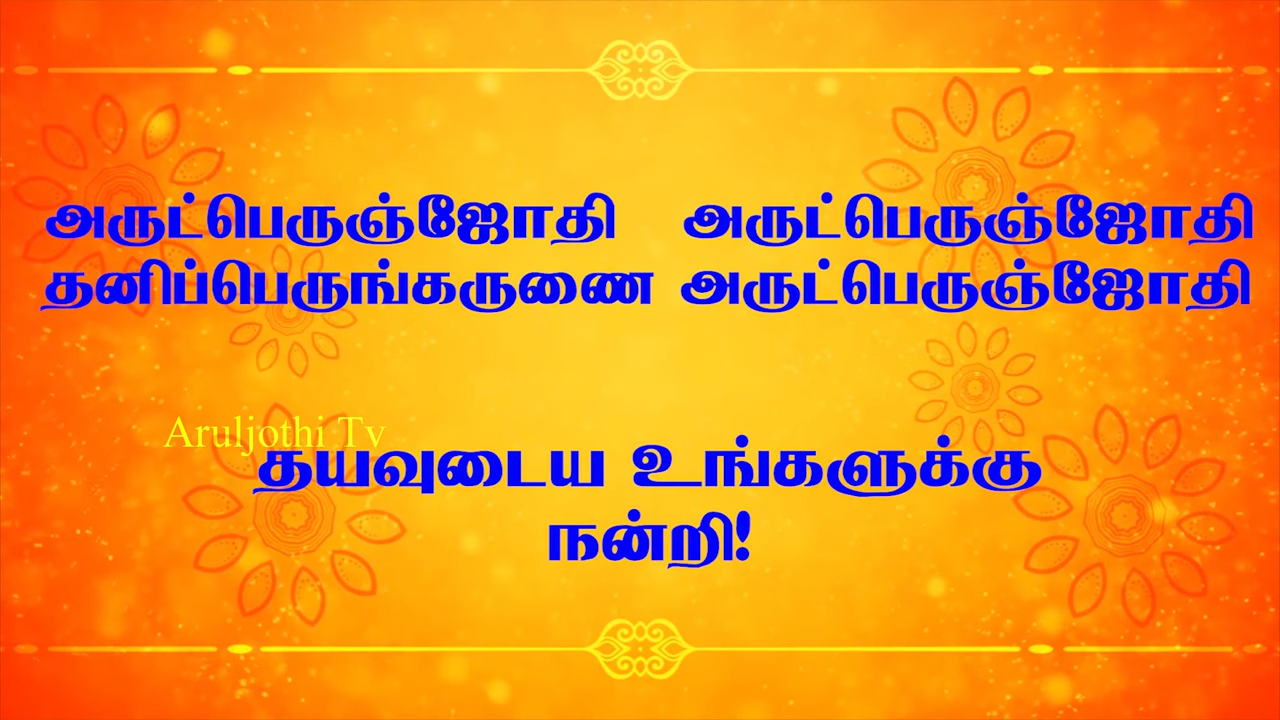 அருட்பெருஞ்ஜோதி அருட்பெருஞ்ஜோதி
தனிப்பெருங்கருணை அருட்பெருஞ்ஜோதி
Aruljothi Tv
தயவுடைய உங்களுக்கு
நன்றி!